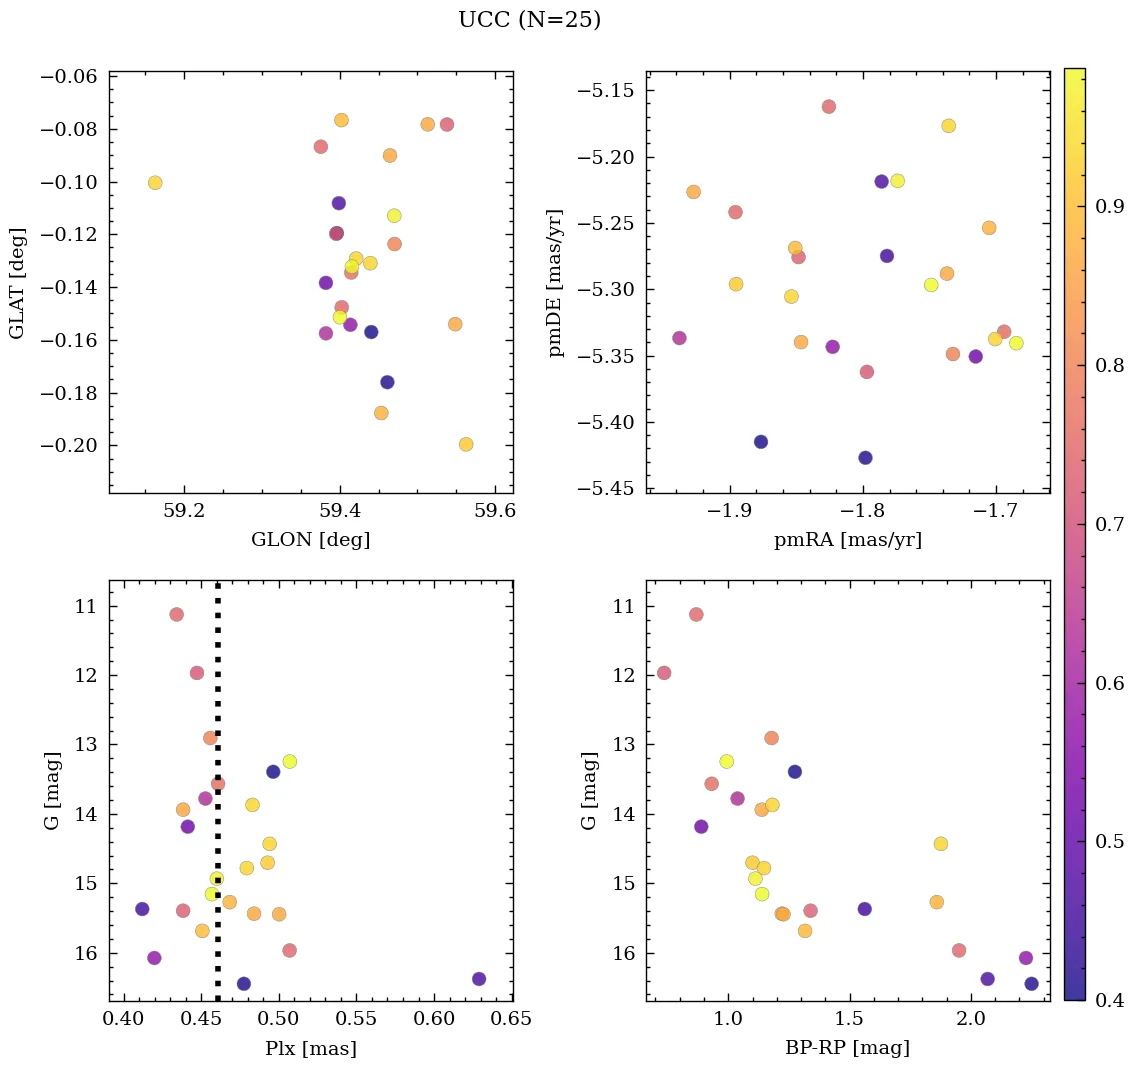 UCC (N=25)
−0.06
−0.08
−0.10
−0.12
−0.14
−0.16
−0.18
−0.20
GLAT [deg]
59.2 59.4 59.6
GLON [deg]
−5.15
−5.20
−5.25
−5.30
−5.35
−5.40
−5.45
pmDE [mas/yr]
−1.9 −1.8 −1.7
pmRA [mas/yr]
11
12
13
14
15
16
G [mag]
0.40 0.45 0.50 0.55 0.60 0.65
Plx [mas]
11
12
13
14
15
16
G [mag]
1.0 1.5 2.0
BP-RP [mag]
0.9
0.8
0.7
0.6
0.5
0.4